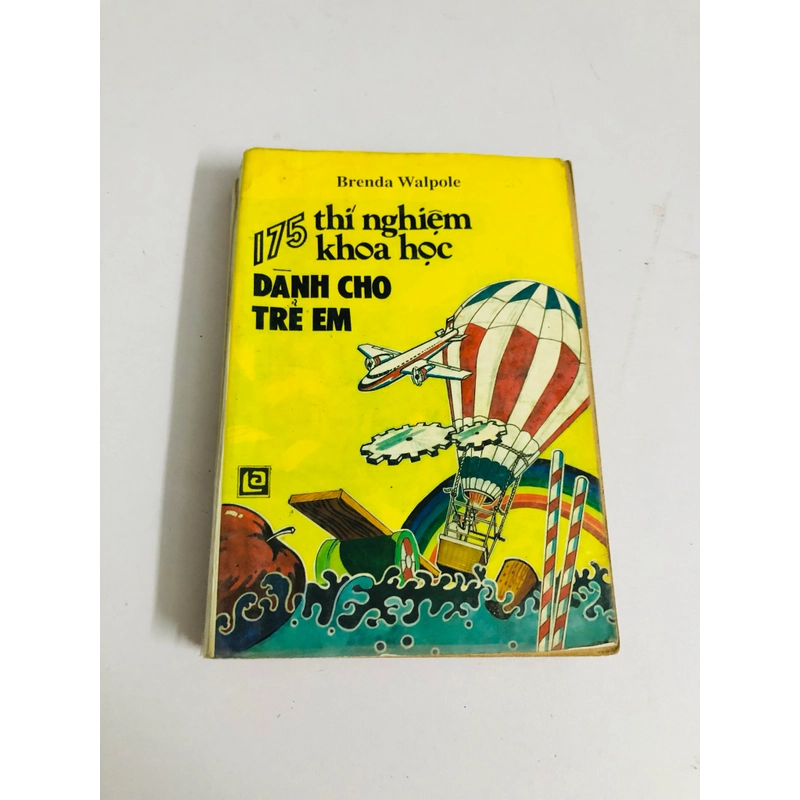 Brenda Walpole
175 thí nghiệm
khoa học
DÀNH CHO
TRẺ EM